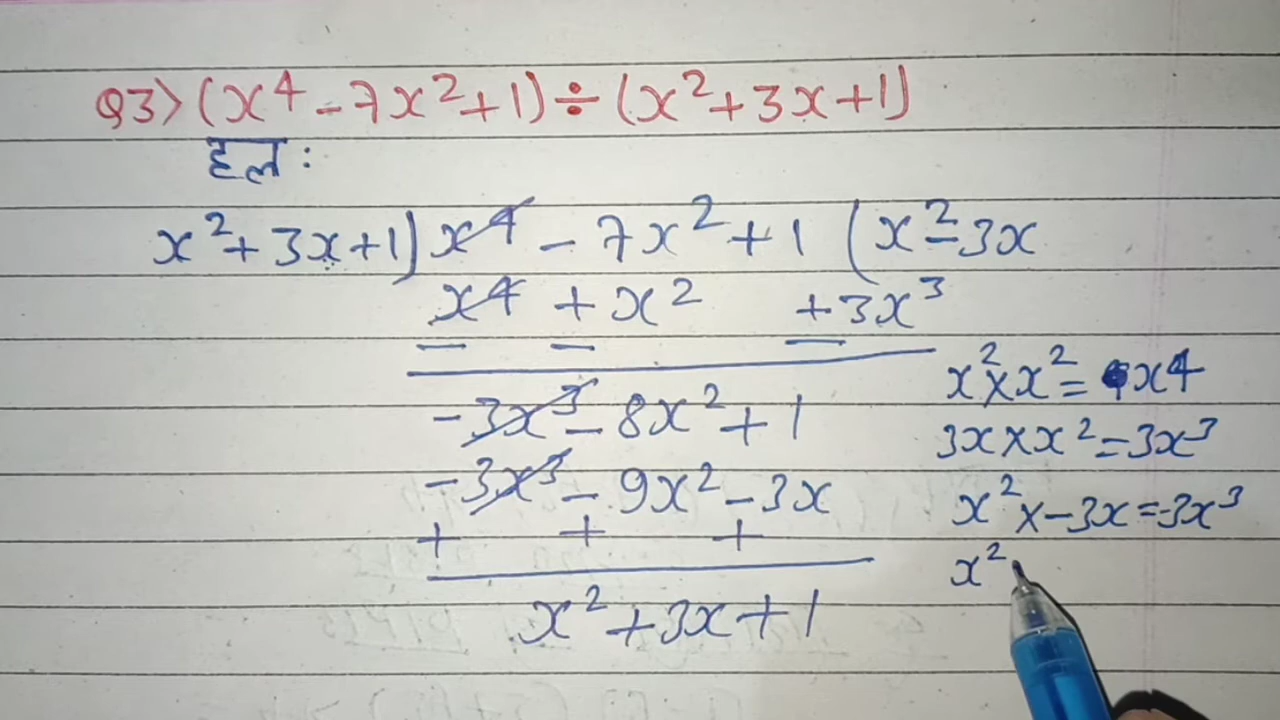 Q3> (x⁴ - 7x² + 1) ÷ (x² + 3x + 1)
हल :
x² + 3x + 1) x⁴ - 7x² + 1 (x² - 3x
x⁴ + x² + 3x³
- - -
-3x³ - 8x² + 1
-3x³ - 9x² - 3x
+ + +
x² + 3x + 1
x² × x² = x4
3x × x² = 3x³
x² × -3x = -3x³
x²